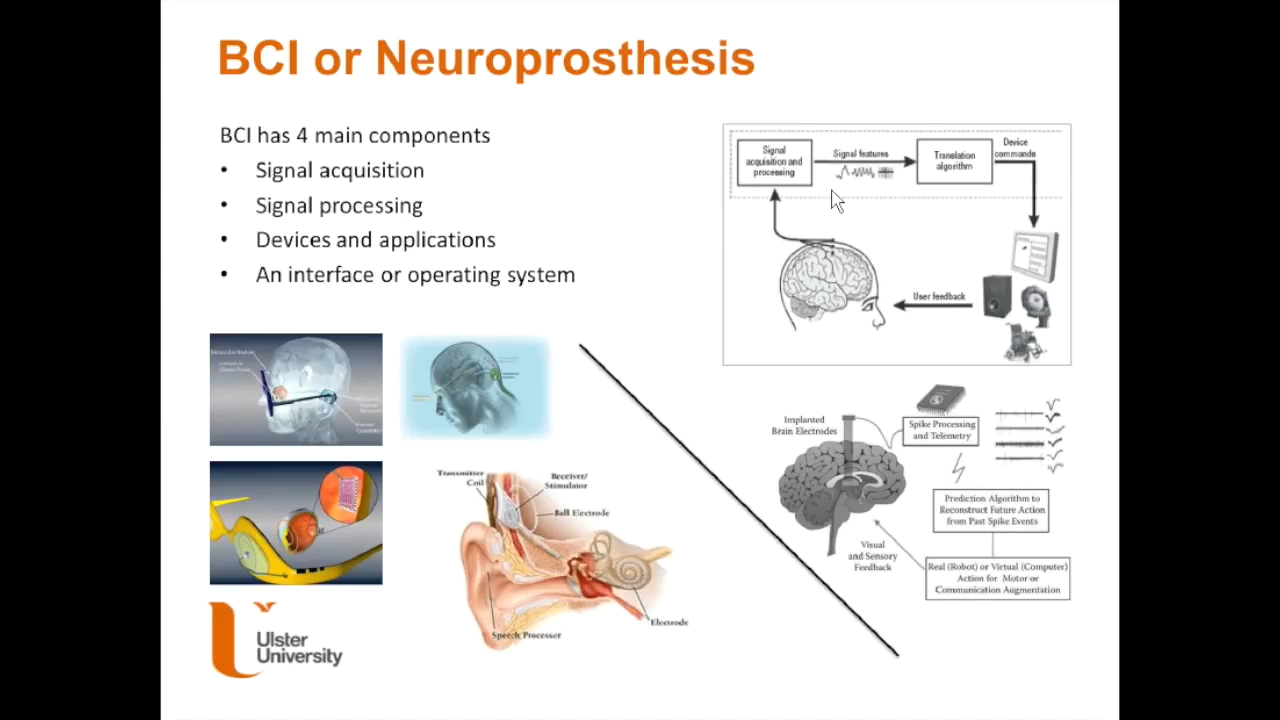 BCI or Neuroprosthesis
BCI has 4 main components
• Signal acquisition
• Signal processing
• Devices and applications
• An interface or operating system
Signal
acquisition and
processing
Signal features
Translation
algorithm
Device
commands
User feedback
Transmitter
Coil
Receiver/
Stimulator
Ball Electrode
Electrode
Speech Processor
Implanted
Brain Electrodes
Spike Processing
and Telemetry
Prediction Algorithm to
Reconstruct Future Action
from Past Spike Events
Visual
and Sensory
Feedback
Real (Robot) or Virtual (Computer)
Action for Motor or
Communication Augmentation
Ulster
University